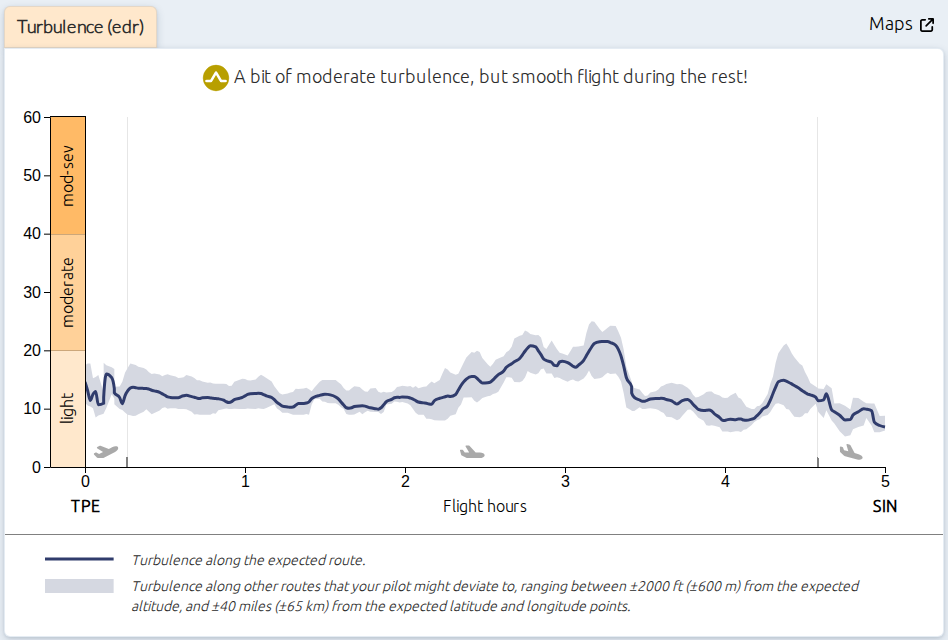 Turbulence (edr)
Maps
A bit of moderate turbulence, but smooth flight during the rest!
60
50
40
30
20
10
0
mod-sev
moderate
light
0 1 2 3 4 5
TPE Flight hours SIN
Turbulence along the expected route.
Turbulence along other routes that your pilot might deviate to, ranging between ±2000 ft (±600 m) from the expected
altitude, and ±40 miles (±65 km) from the expected latitude and longitude points.